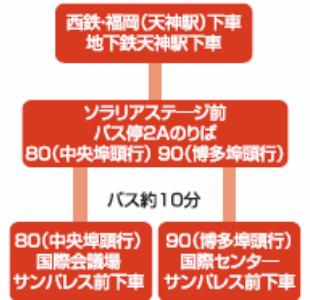 西鉄・福岡(天神駅)下車
地下鉄天神駅下車
ソラリアステージ前
バス停2Aのりば
80(中央埠頭行) 90(博多埠頭行)
バス約10分
80(中央埠頭行)
国際会議場
サンパレス前下車
90(博多埠頭行)
国際センター
サンパレス前下車